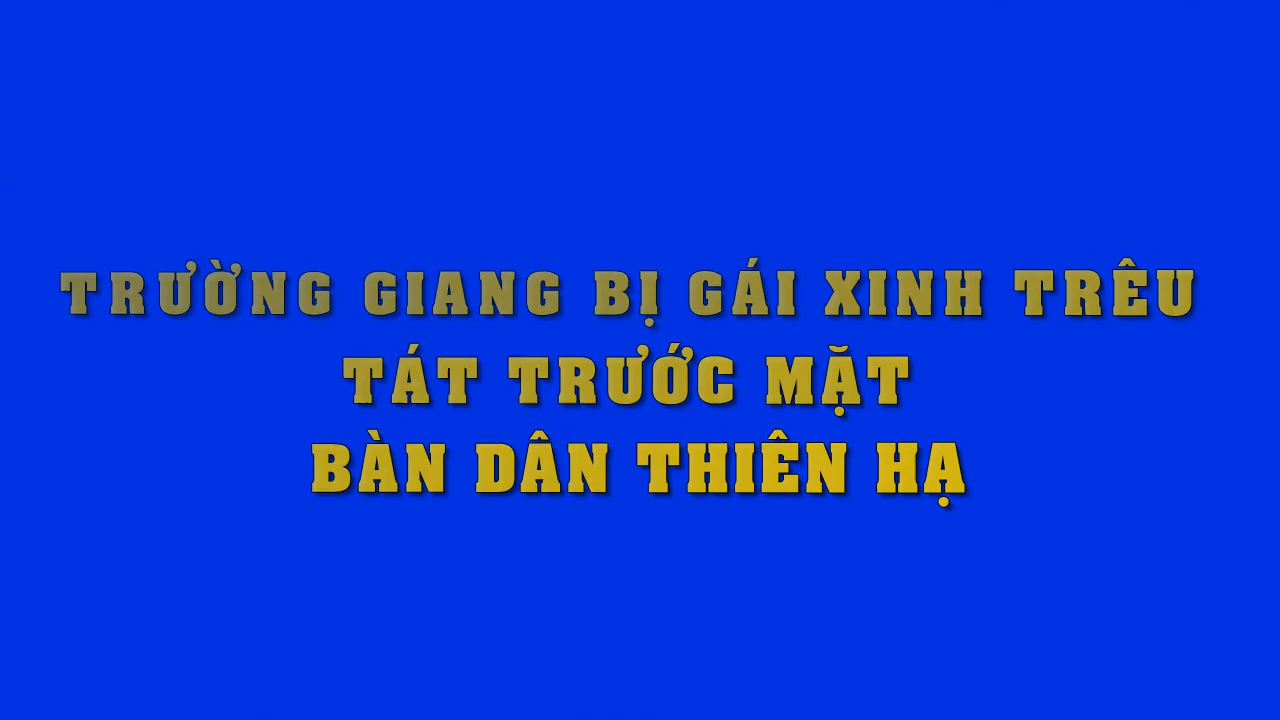 TRƯỜNG GIANG BỊ GÁI XINH TRÊU
TÁT TRƯỚC MẶT
BÀN DÂN THIÊN HẠ